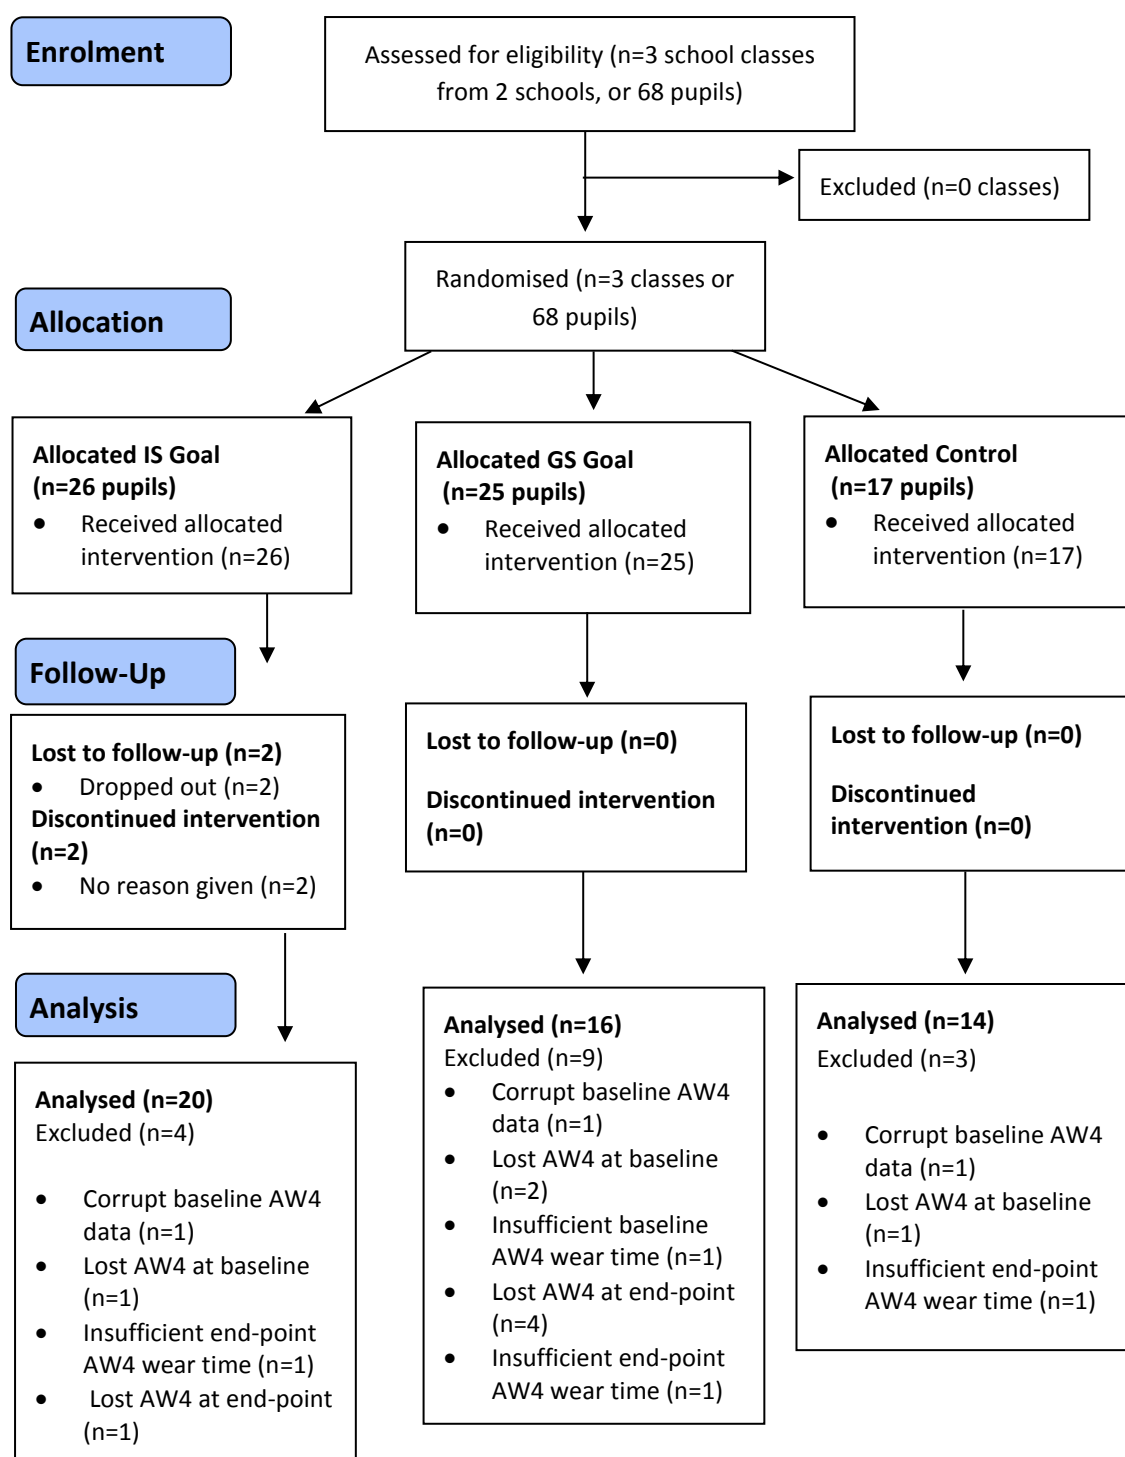 Enrolment
Assessed for eligibility (n=3 school classes
from 2 schools, or 68 pupils)
Excluded (n=0 classes)
Randomised (n=3 classes or
68 pupils)
Allocation
Allocated IS Goal
(n=26 pupils)
• Received allocated
intervention (n=26)
Allocated GS Goal
(n=25 pupils)
• Received allocated
intervention (n=25)
Allocated Control
(n=17 pupils)
• Received allocated
intervention (n=17)
Follow-Up
Lost to follow-up (n=2)
• Dropped out (n=2)
Discontinued intervention
(n=2)
• No reason given (n=2)
Lost to follow-up (n=0)
Discontinued intervention
(n=0)
Lost to follow-up (n=0)
Discontinued
intervention (n=0)
Analysis
Analysed (n=20)
Excluded (n=4)
• Corrupt baseline AW4
data (n=1)
• Lost AW4 at baseline
(n=1)
• Insufficient end-point
AW4 wear time (n=1)
• Lost AW4 at end-point
(n=1)
Analysed (n=16)
Excluded (n=9)
• Corrupt baseline AW4
data (n=1)
• Lost AW4 at baseline
(n=2)
• Insufficient baseline
AW4 wear time (n=1)
• Lost AW4 at end-point
(n=4)
• Insufficient end-point
AW4 wear time (n=1)
Analysed (n=14)
Excluded (n=3)
• Corrupt baseline AW4
data (n=1)
• Lost AW4 at baseline
(n=1)
• Insufficient end-point
AW4 wear time (n=1)